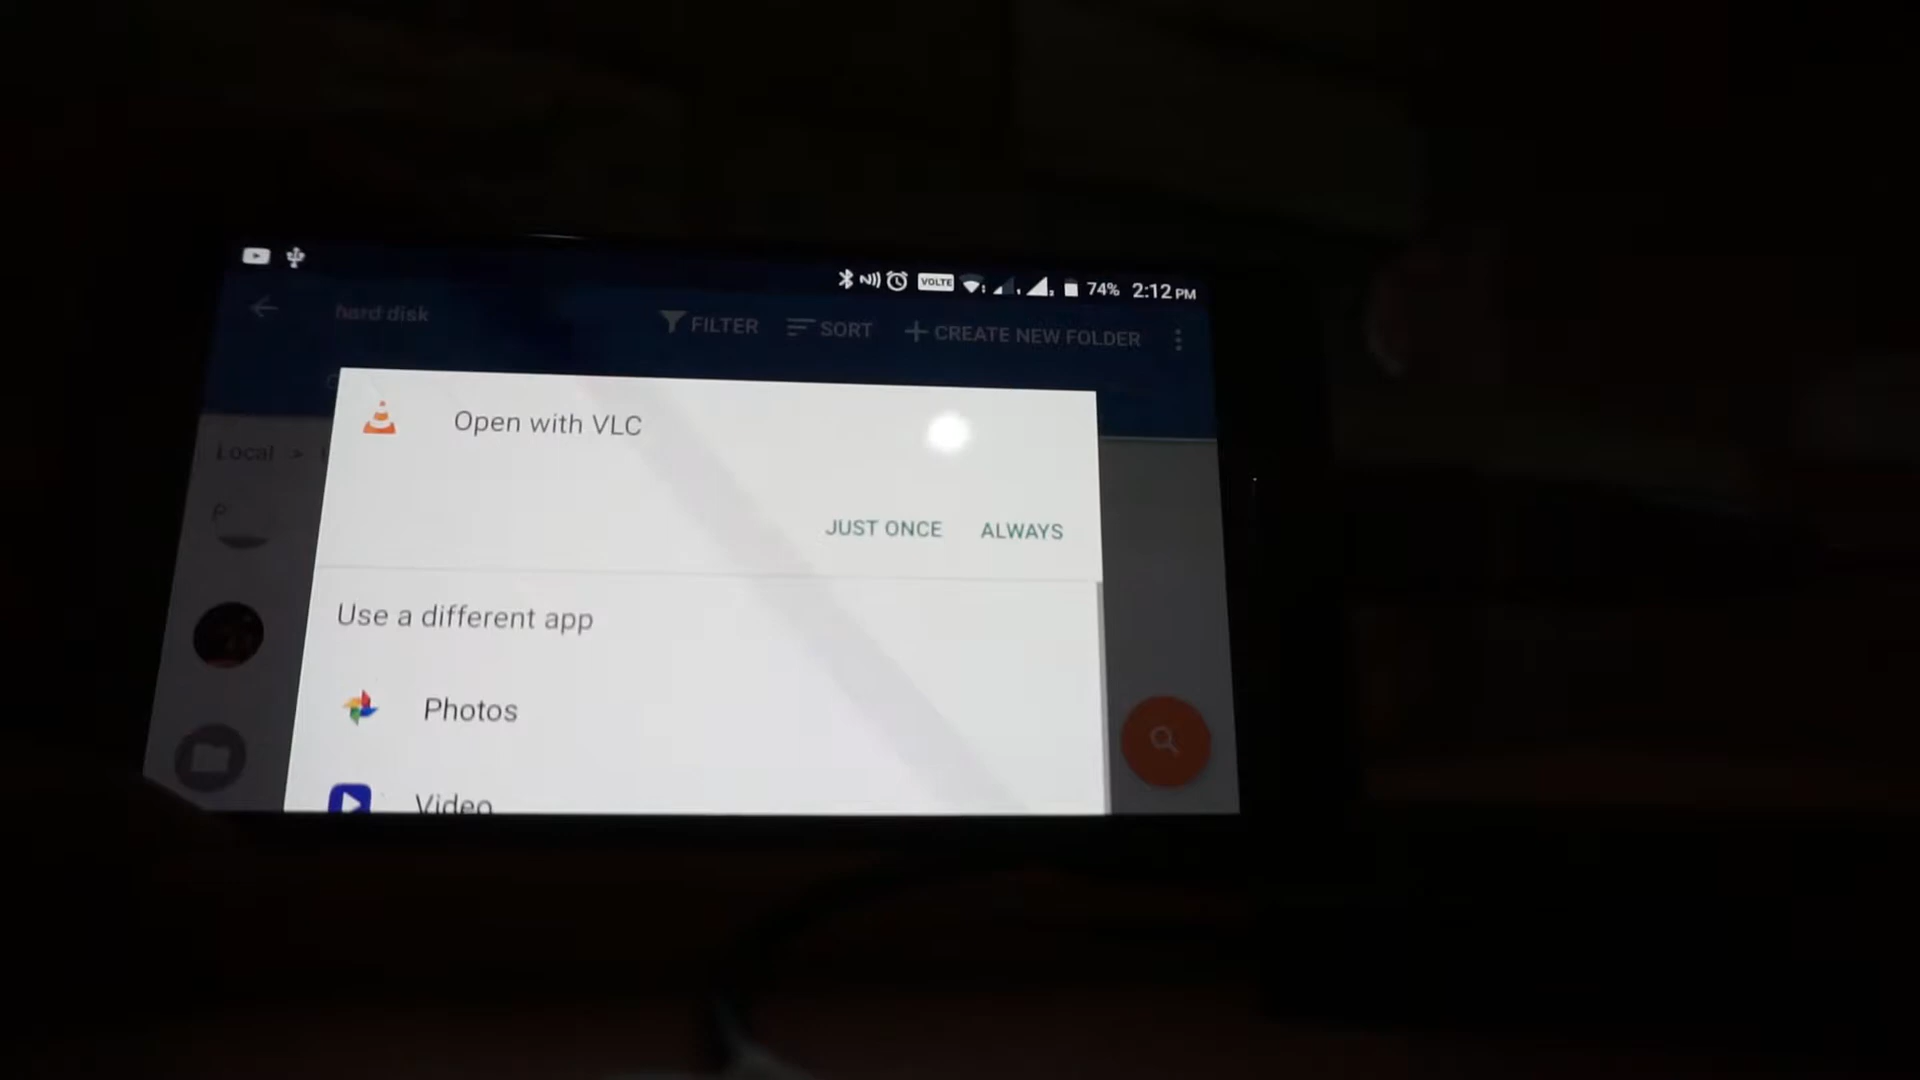 VOLTE 74% 2:12 PM
hard disk FILTER SORT CREATE NEW FOLDER
Open with VLC
Local >
JUST ONCE ALWAYS
Use a different app
Photos
Video